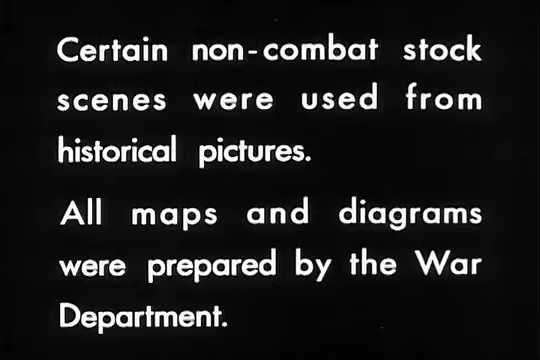 Certain non-combat stock
scenes were used from
historical pictures.
All maps and diagrams
were prepared by the War
Department.